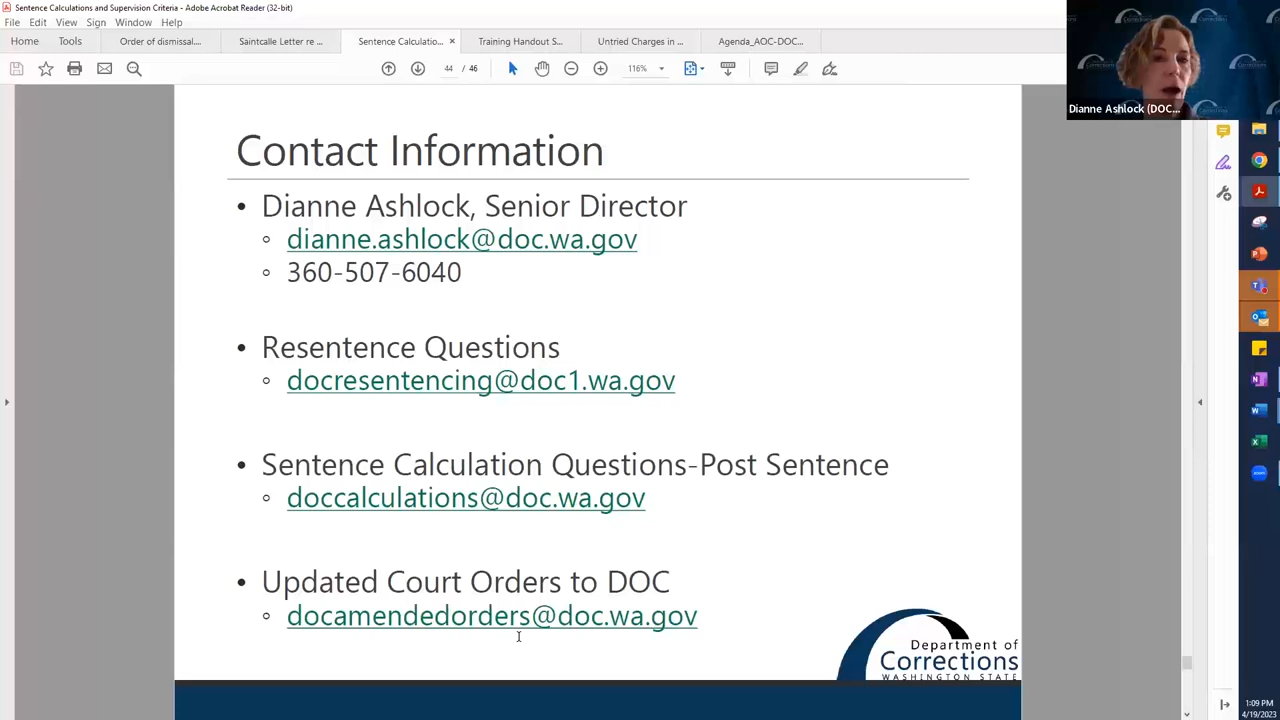 Sentence Calculations and Supervision Criteria - Adobe Acrobat Reader (32-bit)
File Edit View Sign Window Help
Home Tools Order of dismissal.... Saintcalle Letter re ... Sentence Calculatio... × Training Handout S... Untried Charges in ... Agenda_AOC-DOC...
44 / 46 116%
Dianne Ashlock (DOC...
Contact Information
• Dianne Ashlock, Senior Director
dianne.ashlock@doc.wa.gov
360-507-6040
• Resentence Questions
docresentencing@doc1.wa.gov
• Sentence Calculation Questions-Post Sentence
doccalculations@doc.wa.gov
• Updated Court Orders to DOC
docamendedorders@doc.wa.gov
Department of
Corrections
WASHINGTON STATE
1:09 PM
4/19/2023